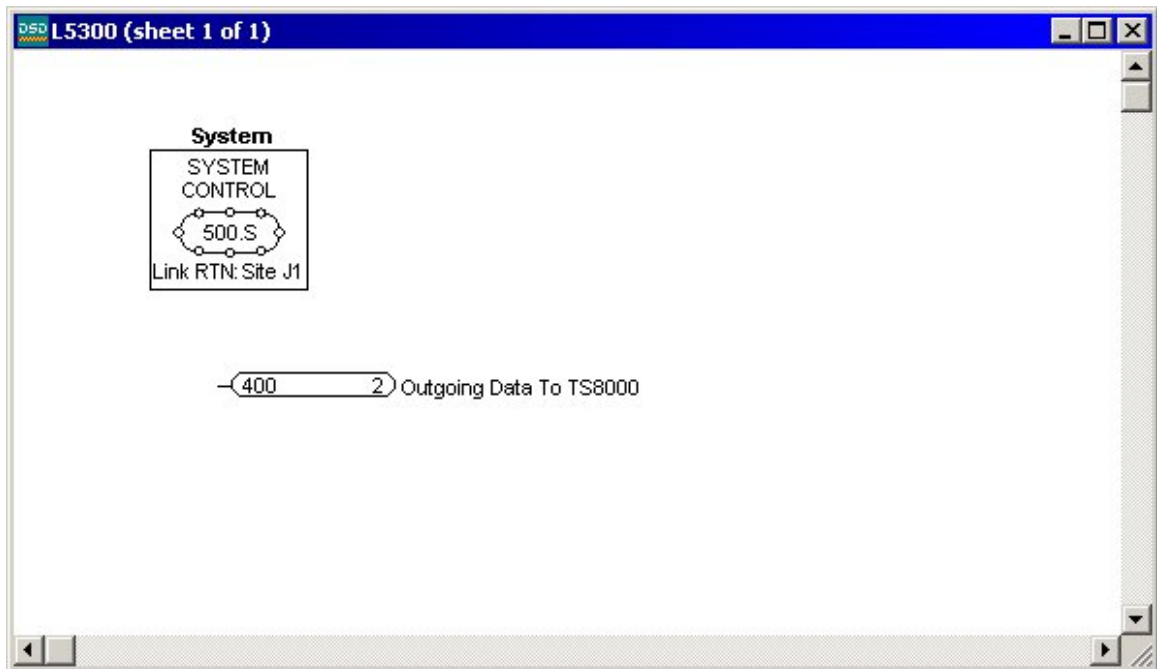 DSD L5300 (sheet 1 of 1)
System
SYSTEM
CONTROL
500.S
Link RTN: Site J1
400 2 Outgoing Data To TS8000